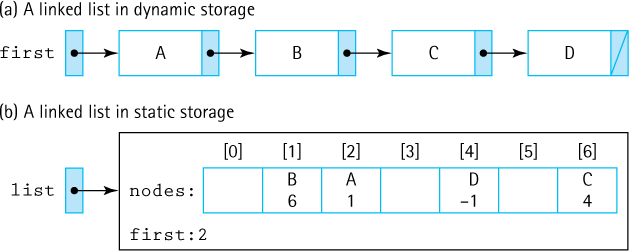 (a) A linked list in dynamic storage
first A B C D
(b) A linked list in static storage
[0] [1] [2] [3] [4] [5] [6]
B A D C
list nodes:
6 1 –1 4
first:2